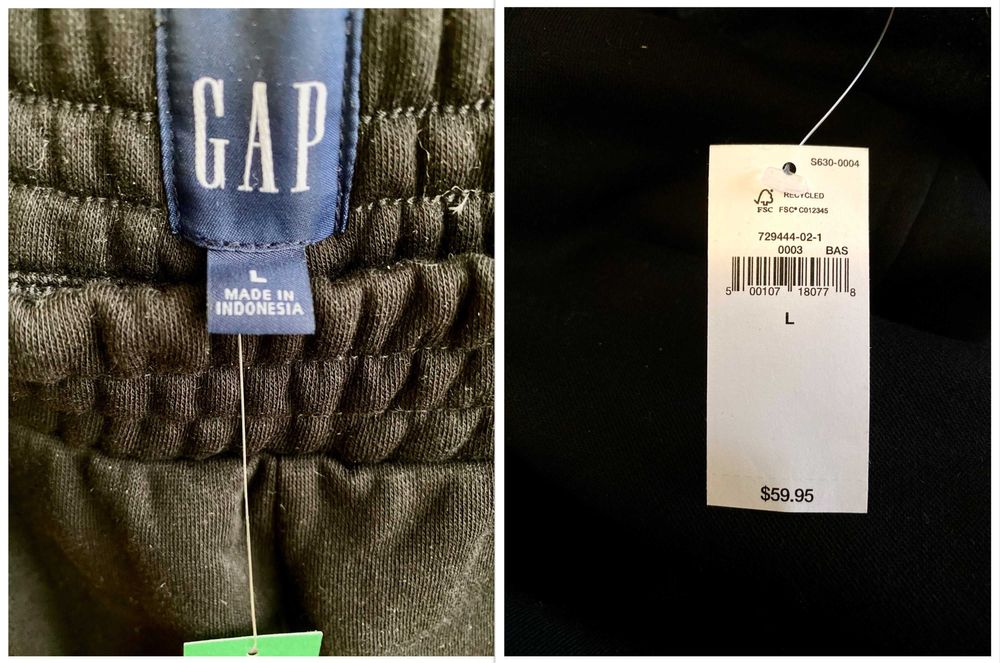 GAP
L
MADE IN
INDONESIA
S630-0004
RECYCLED
FSC FSC® C012345
729444-02-1
0003 BAS
5 00107 18077 8
L
$59.95